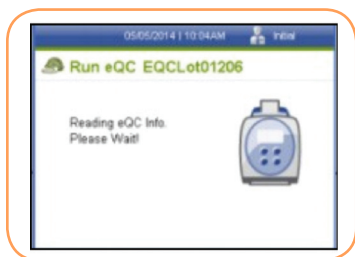 05/05/2014 | 10:04AM Initial
Run eQC EQCLot01206
Reading eQC Info.
Please Wait!